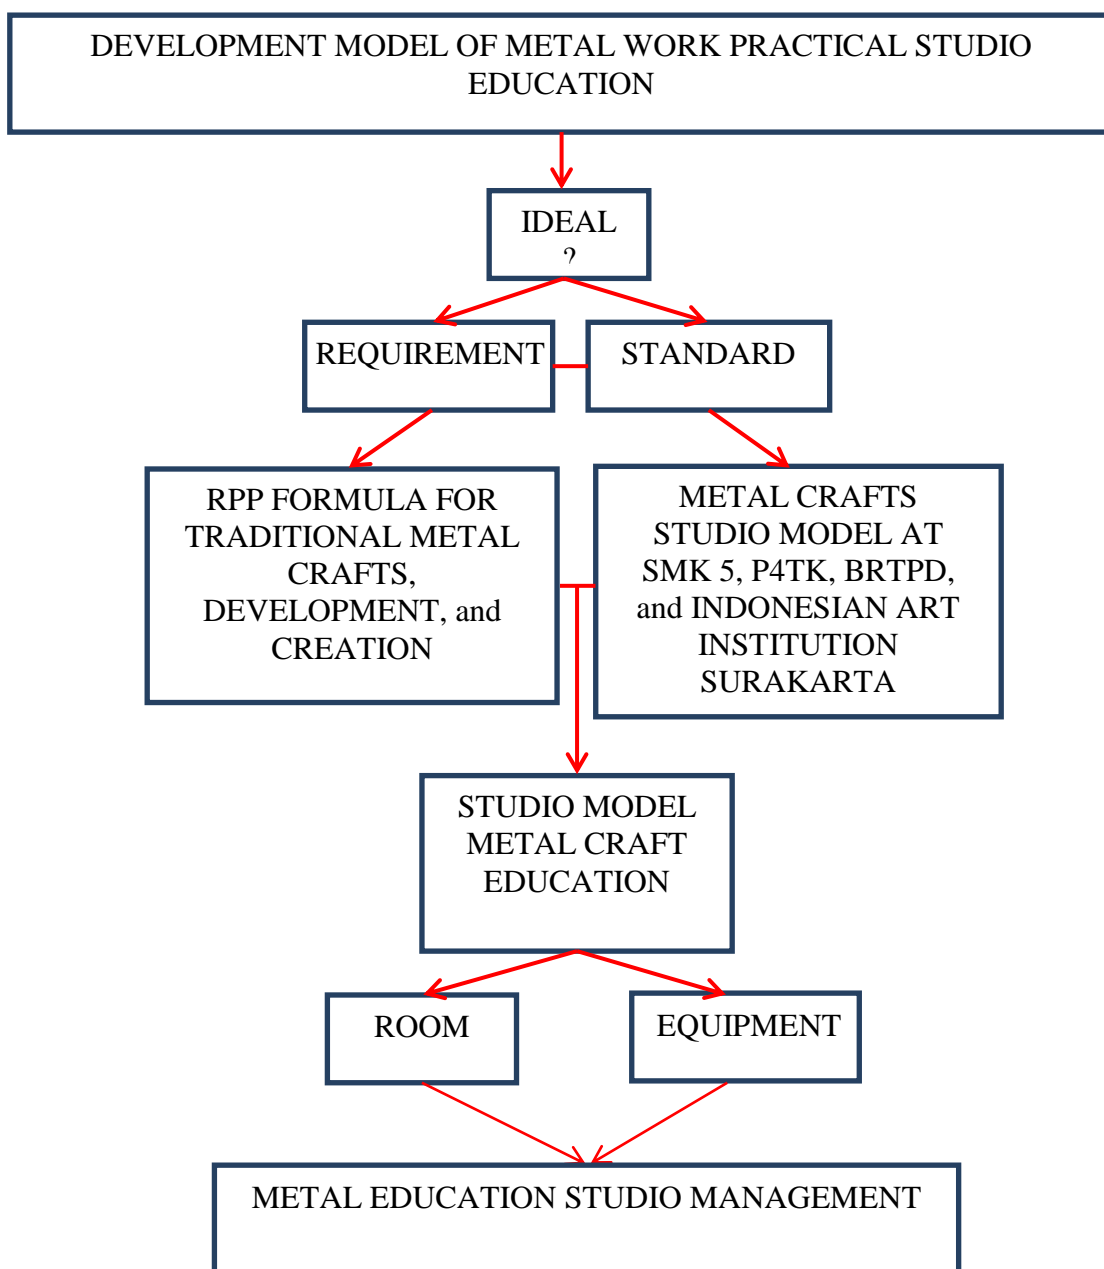 DEVELOPMENT MODEL OF METAL WORK PRACTICAL STUDIO
EDUCATION
IDEAL
?
REQUIREMENT
STANDARD
RPP FORMULA FOR
TRADITIONAL METAL
CRAFTS,
DEVELOPMENT, and
CREATION
METAL CRAFTS
STUDIO MODEL AT
SMK 5, P4TK, BRTPD,
and INDONESIAN ART
INSTITUTION
SURAKARTA
STUDIO MODEL
METAL CRAFT
EDUCATION
ROOM
EQUIPMENT
METAL EDUCATION STUDIO MANAGEMENT